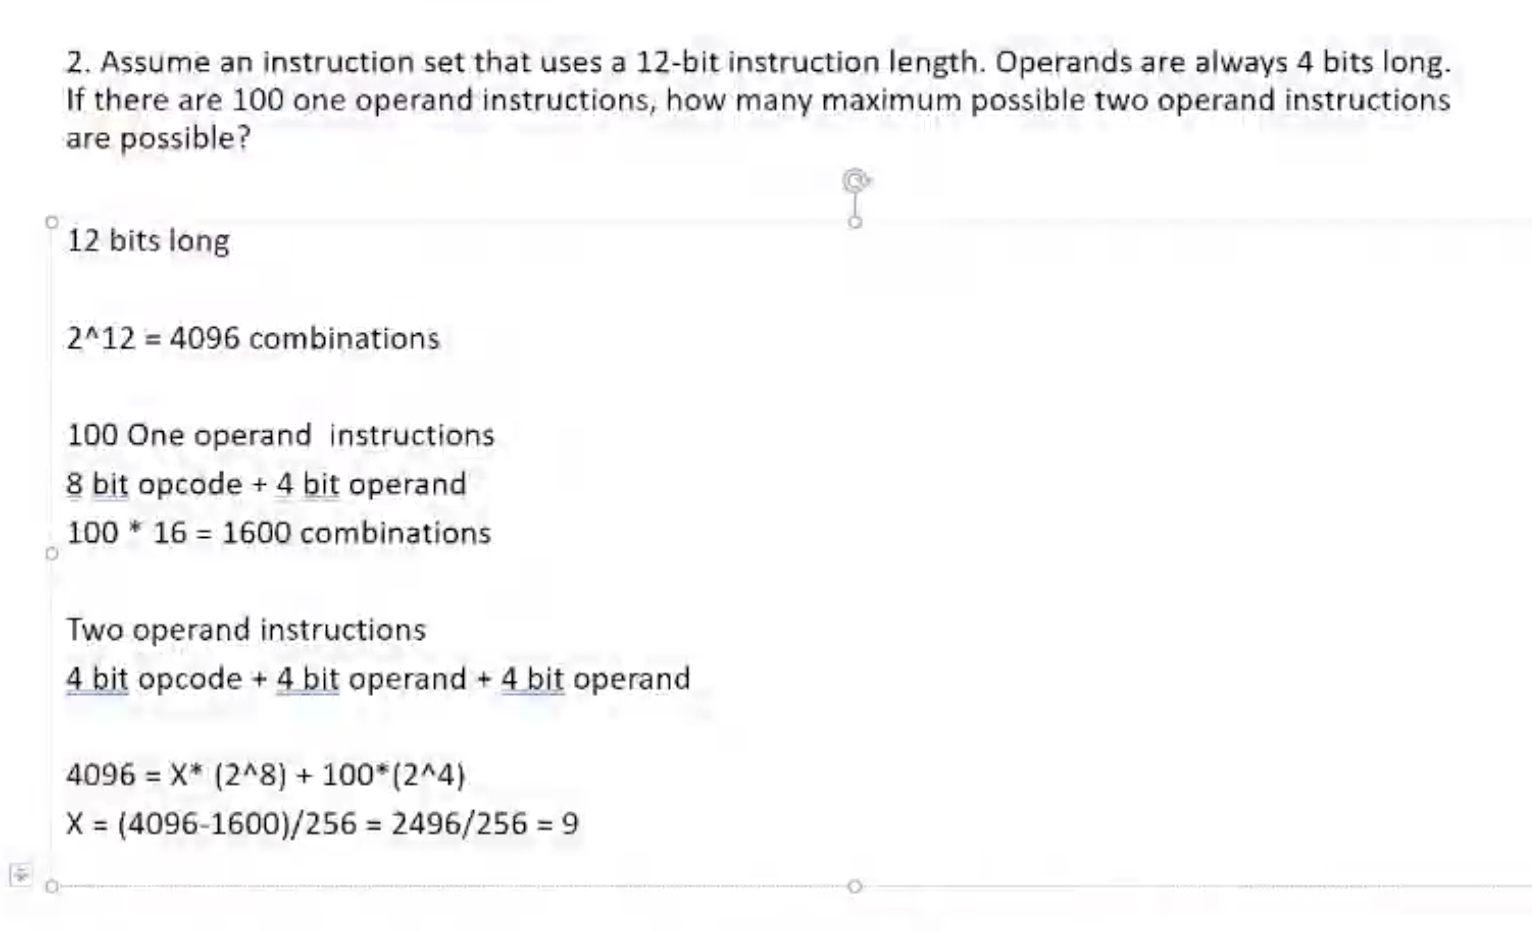 2. Assume an instruction set that uses a 12-bit instruction length. Operands are always 4 bits long.
If there are 100 one operand instructions, how many maximum possible two operand instructions
are possible?
12 bits long
2^12 = 4096 combinations
100 One operand instructions
8 bit opcode + 4 bit operand
100 * 16 = 1600 combinations
Two operand instructions
4 bit opcode + 4 bit operand + 4 bit operand
4096 = X* (2^8) + 100*(2^4)
X = (4096-1600)/256 = 2496/256 = 9